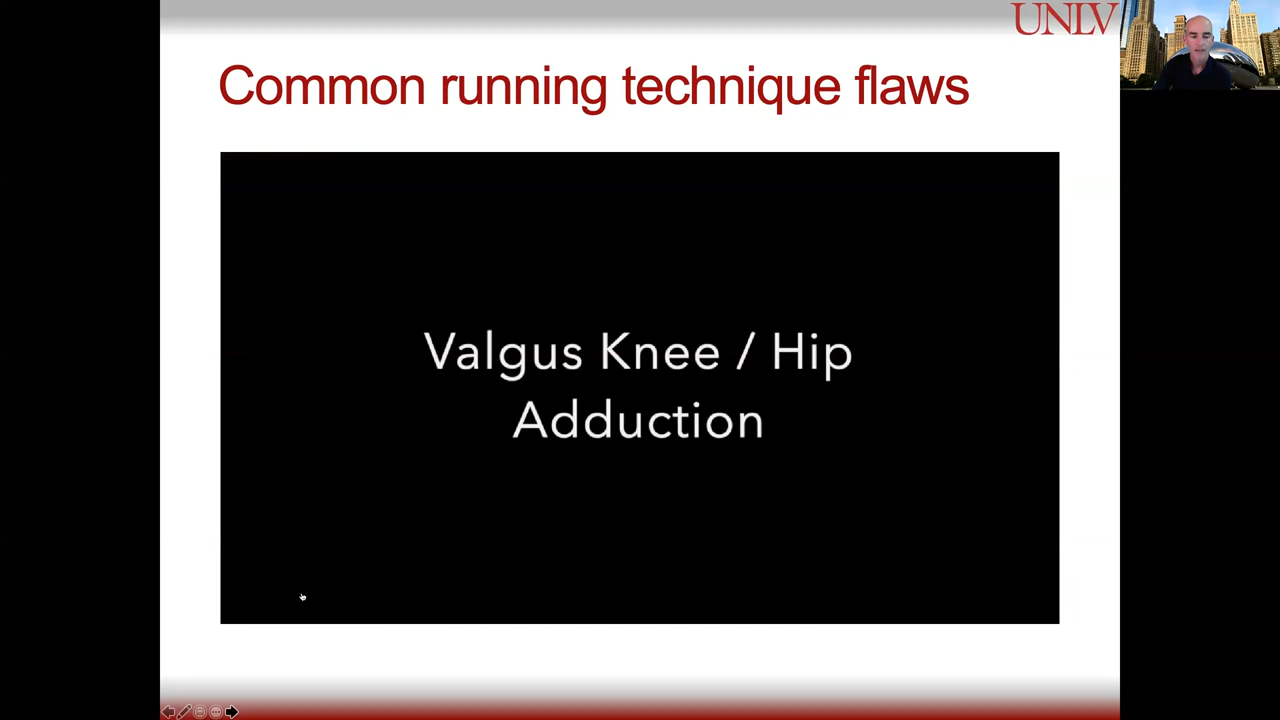 UNLV
Common running technique flaws
Valgus Knee / Hip
Adduction